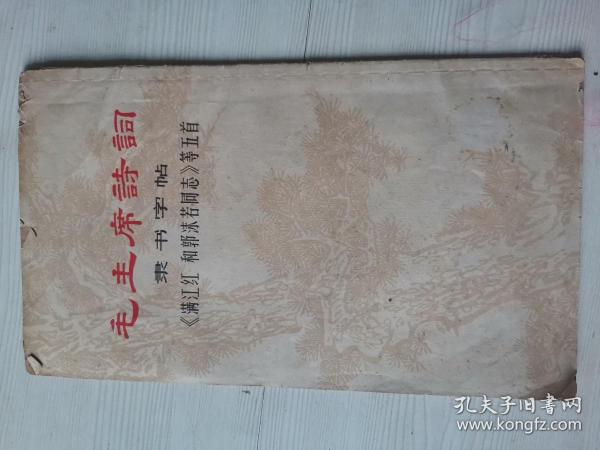 毛主席詩詞
隶书字帖
《满江红 和郭沫若同志》等五首
孔夫子旧书网
www.kongfz.com